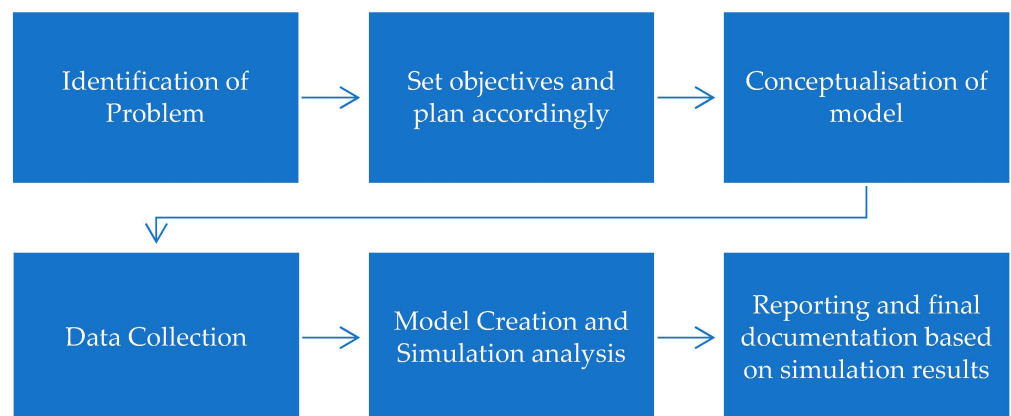 Identification of
Problem
Set objectives and
plan accordingly
Conceptualisation of
model
Data Collection
Model Creation and
Simulation analysis
Reporting and final
documentation based
on simulation results